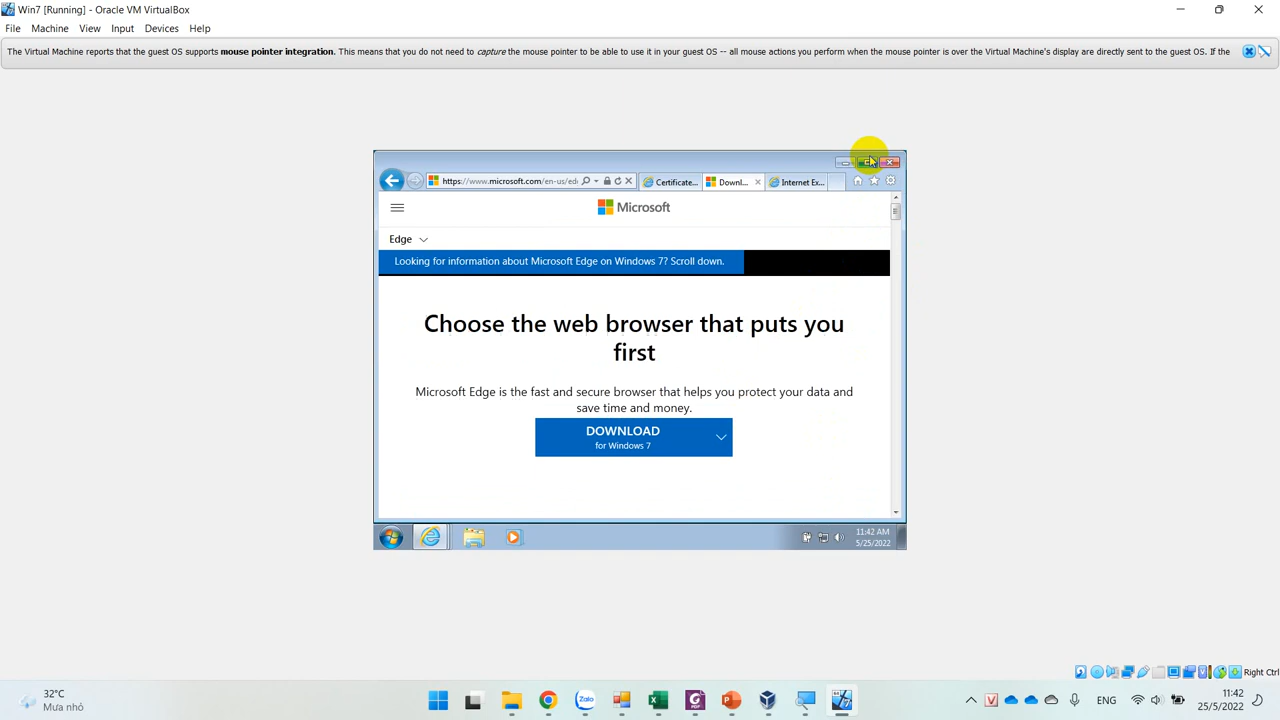 Win7 [Running] - Oracle VM VirtualBox
File Machine View Input Devices Help
The Virtual Machine reports that the guest OS supports mouse pointer integration. This means that you do not need to capture the mouse pointer to be able to use it in your guest OS -- all mouse actions you perform when the mouse pointer is over the Virtual Machine's display are directly sent to the guest OS. If the
https://www.microsoft.com/en-us/ed
Certificate...
Downl...
Internet Ex...
Microsoft
Edge
Looking for information about Microsoft Edge on Windows 7? Scroll down.
Choose the web browser that puts you
first
Microsoft Edge is the fast and secure browser that helps you protect your data and
save time and money.
DOWNLOAD
for Windows 7
11:42 AM
5/25/2022
Right Ctrl
32°C
Mưa nhỏ
ENG
11:42
25/5/2022